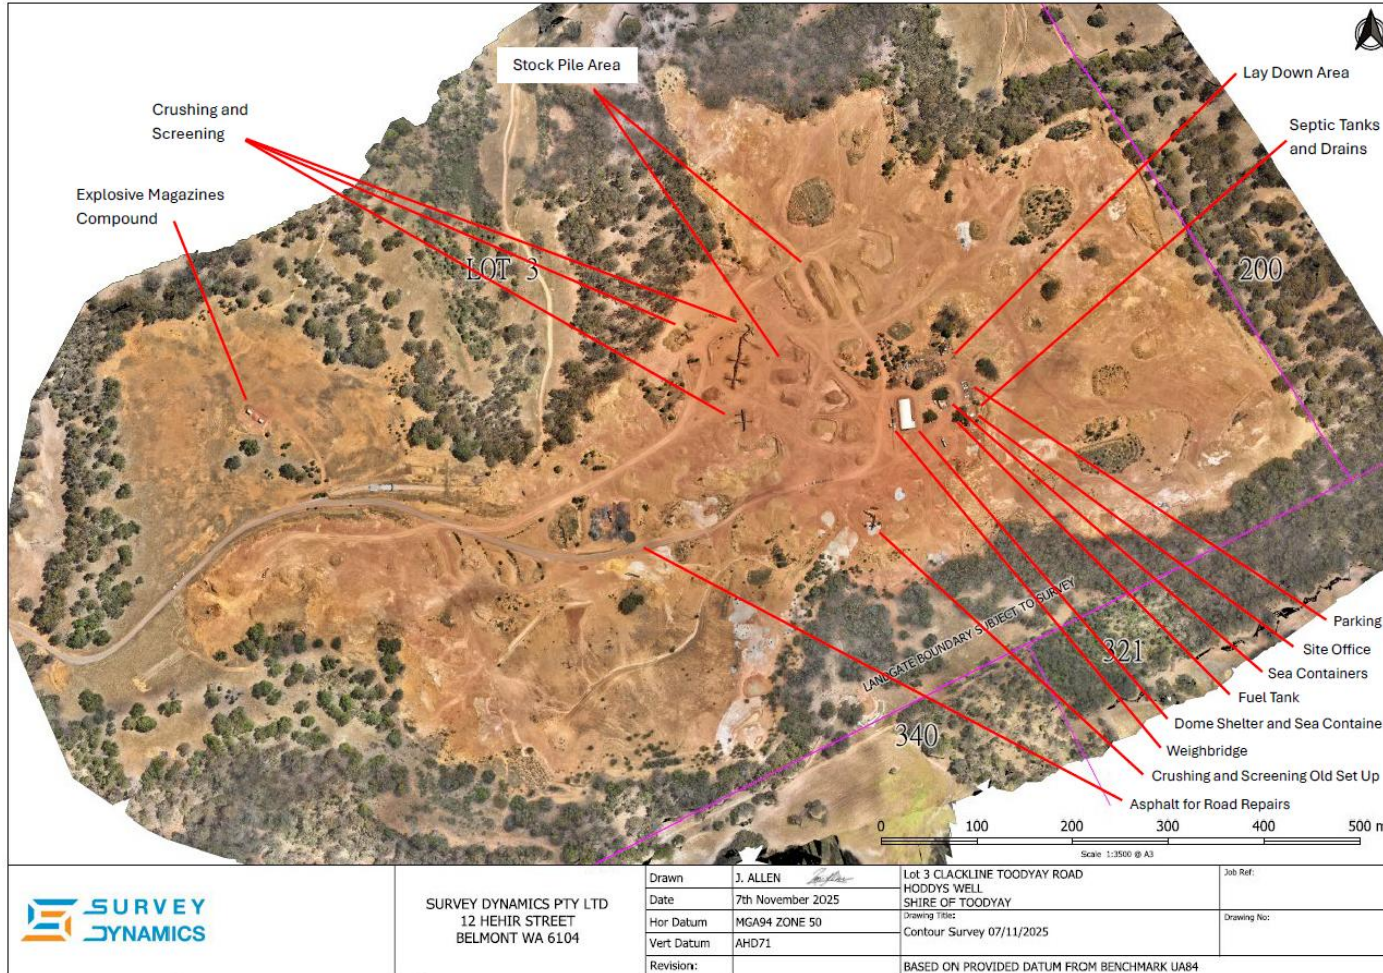 Stock Pile Area
Lay Down Area
Crushing and
Screening
Septic Tanks
and Drains
Explosive Magazines
Compound
LOT 3
200
LANDGATE BOUNDARY SUBJECT TO SURVEY
321
340
Parking
Site Office
Sea Containers
Fuel Tank
Dome Shelter and Sea Containe
Weighbridge
Crushing and Screening Old Set Up
Asphalt for Road Repairs
0 100 200 300 400 500 m
Scale 1:3500 @ A3
SURVEY
DYNAMICS
SURVEY DYNAMICS PTY LTD
12 HEHIR STREET
BELMONT WA 6104
Drawn J. ALLEN
Date 7th November 2025
Hor Datum MGA94 ZONE 50
Vert Datum AHD71
Revision:
Lot 3 CLACKLINE TOODYAY ROAD
HODDYS WELL
SHIRE OF TOODYAY
Drawing Title:
Contour Survey 07/11/2025
BASED ON PROVIDED DATUM FROM BENCHMARK UA84
Job Ref:
Drawing No: